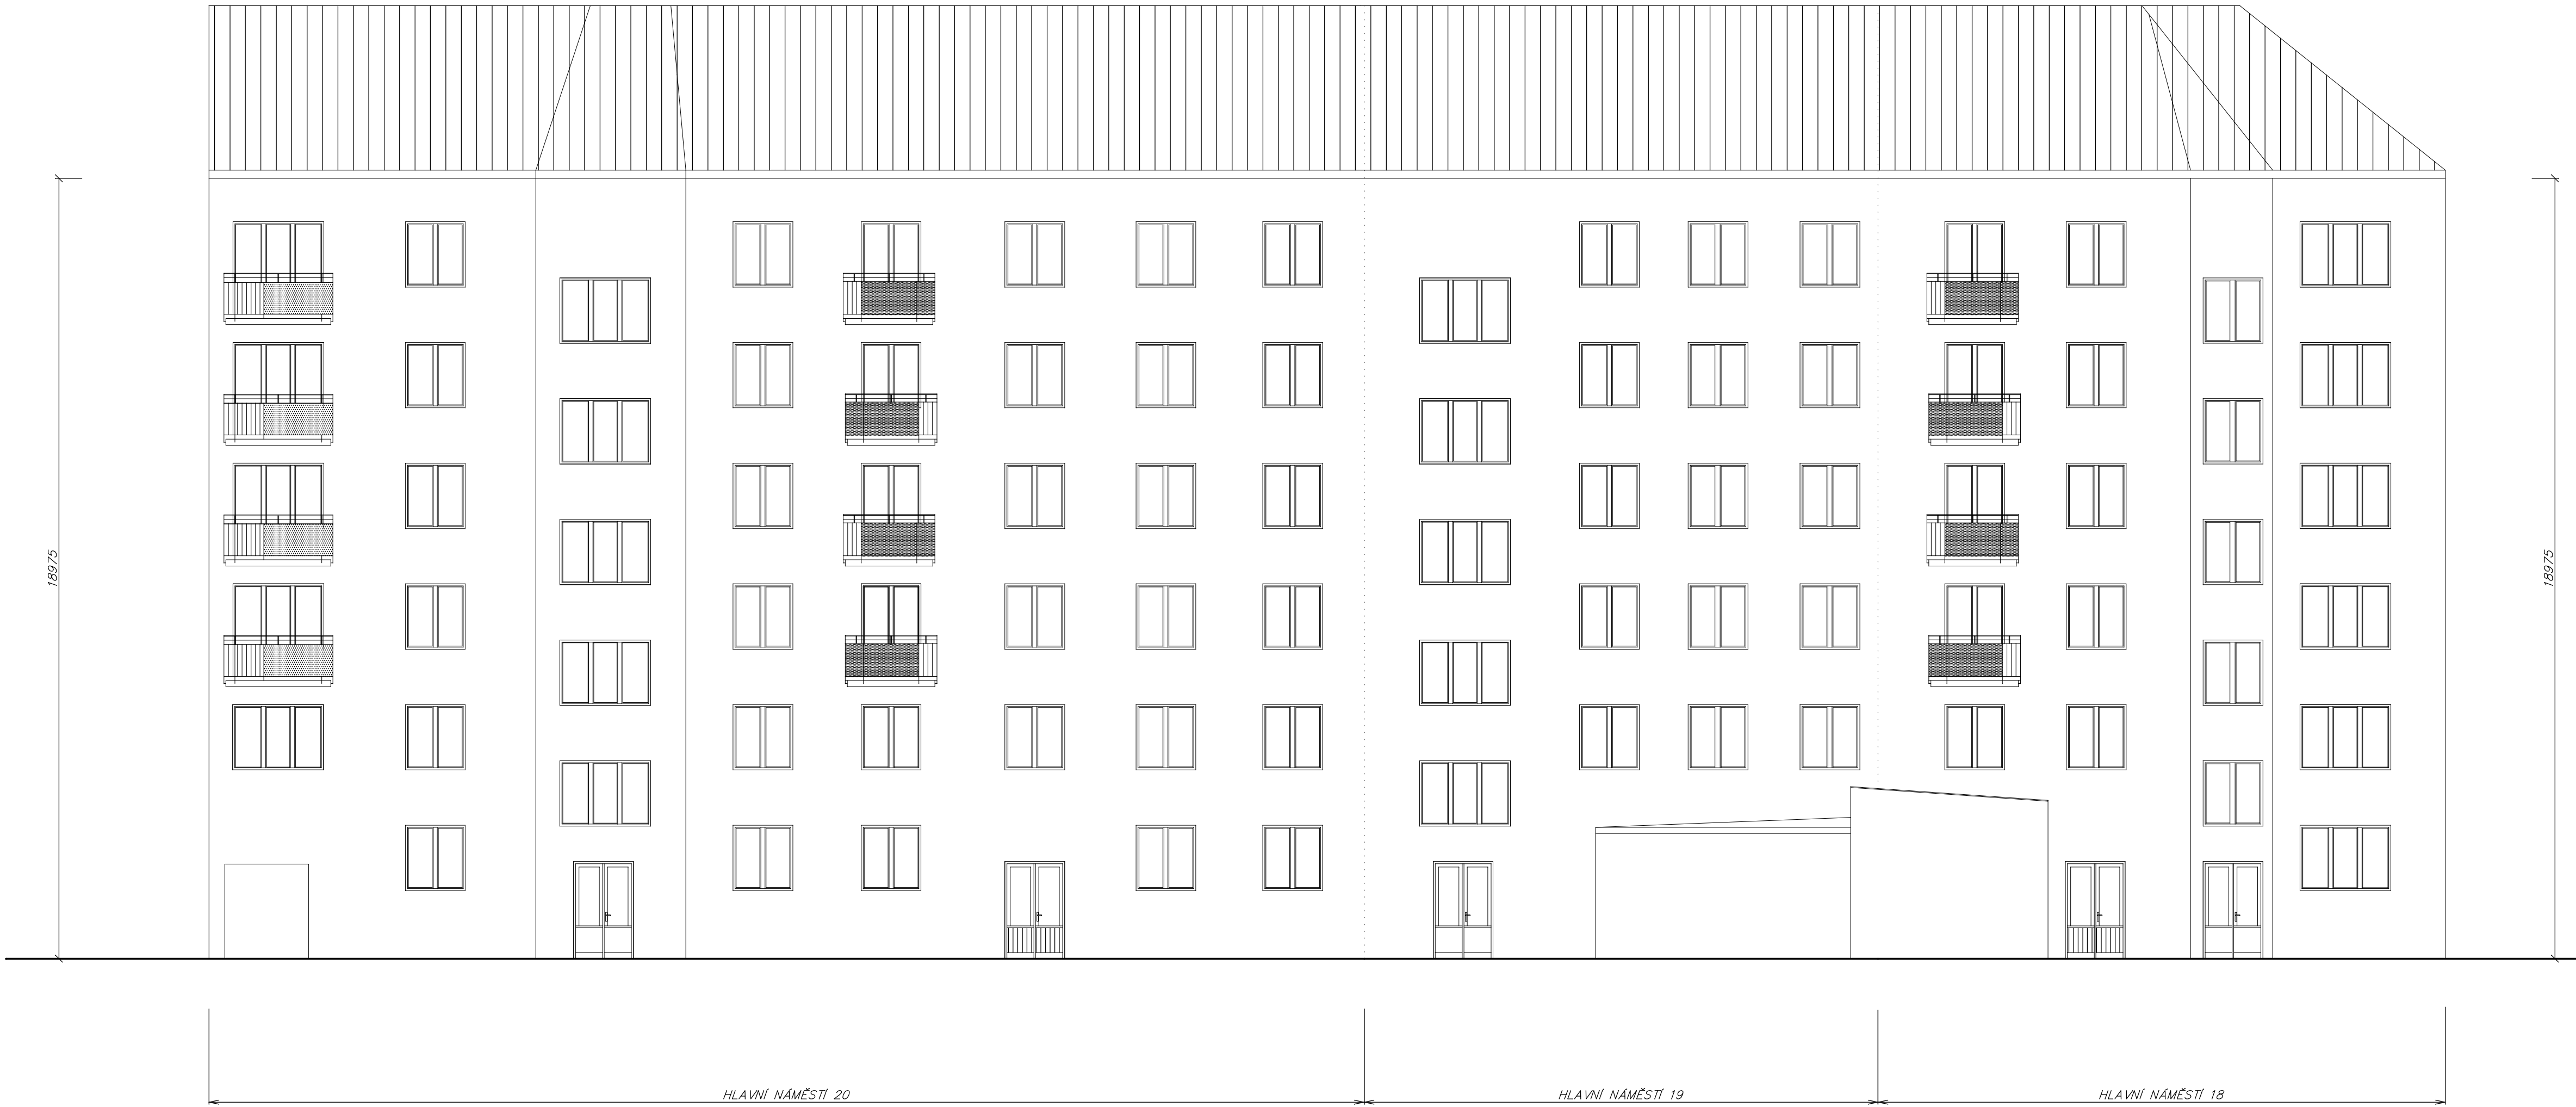 18975
18975
HLAVNÍ NÁMĚSTÍ 20
HLAVNÍ NÁMĚSTÍ 19
HLAVNÍ NÁMĚSTÍ 18